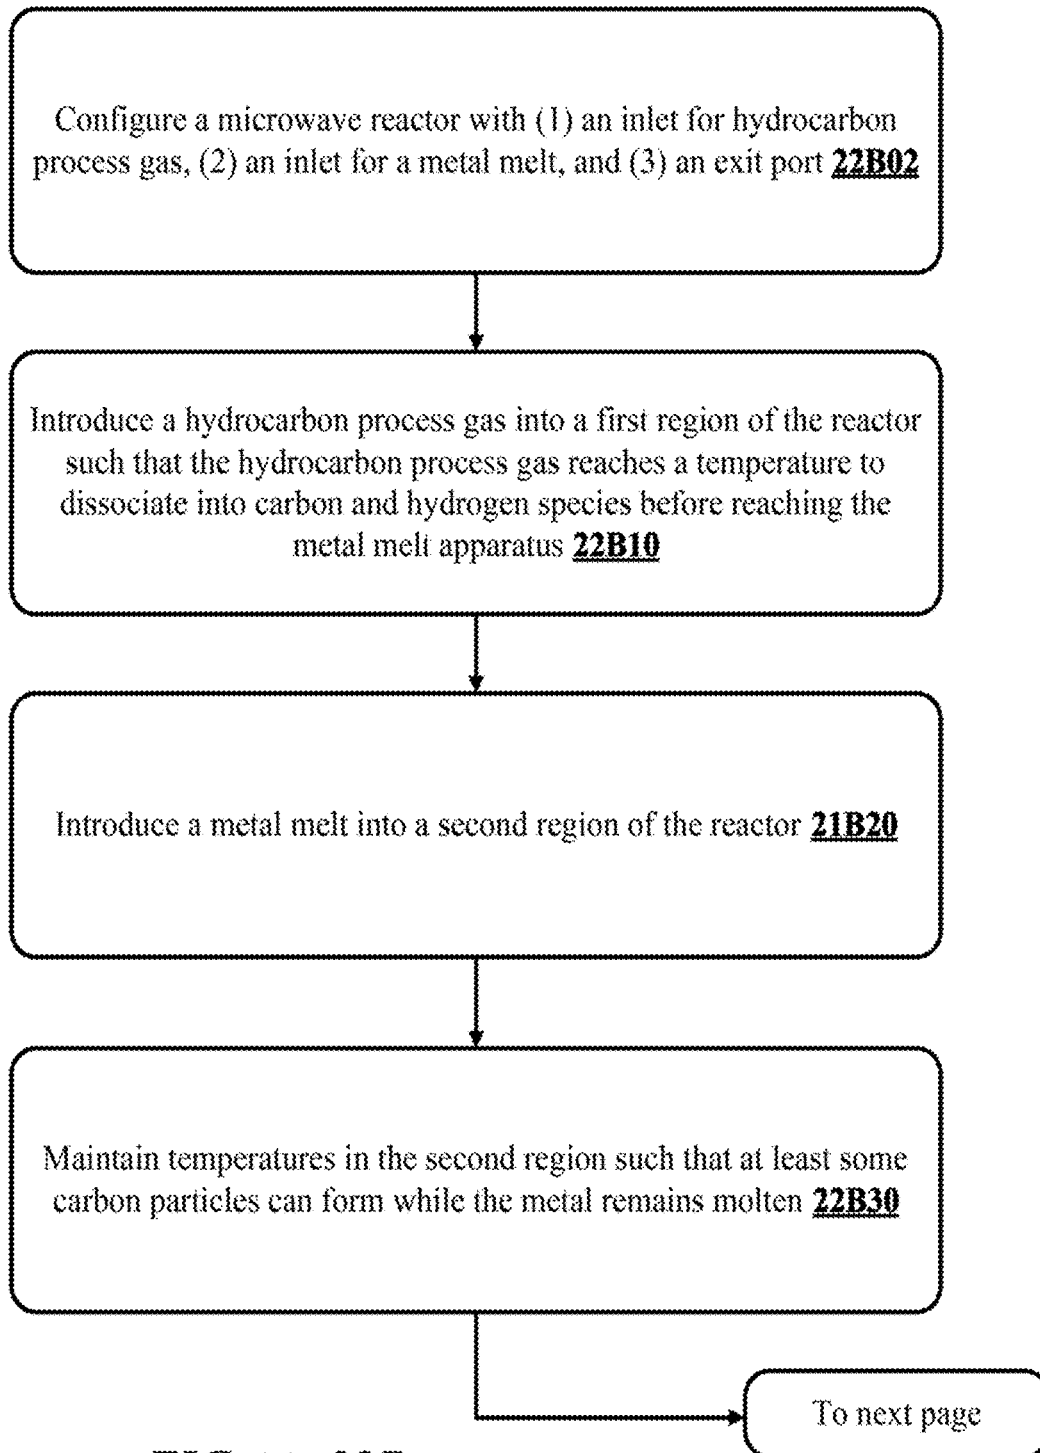 Configure a microwave reactor with (1) an inlet for hydrocarbon
process gas, (2) an inlet for a metal melt, and (3) an exit port 22B02
Introduce a hydrocarbon process gas into a first region of the reactor
such that the hydrocarbon process gas reaches a temperature to
dissociate into carbon and hydrogen species before reaching the
metal melt apparatus 22B10
Introduce a metal melt into a second region of the reactor 21B20
Maintain temperatures in the second region such that at least some
carbon particles can form while the metal remains molten 22B30
To next page